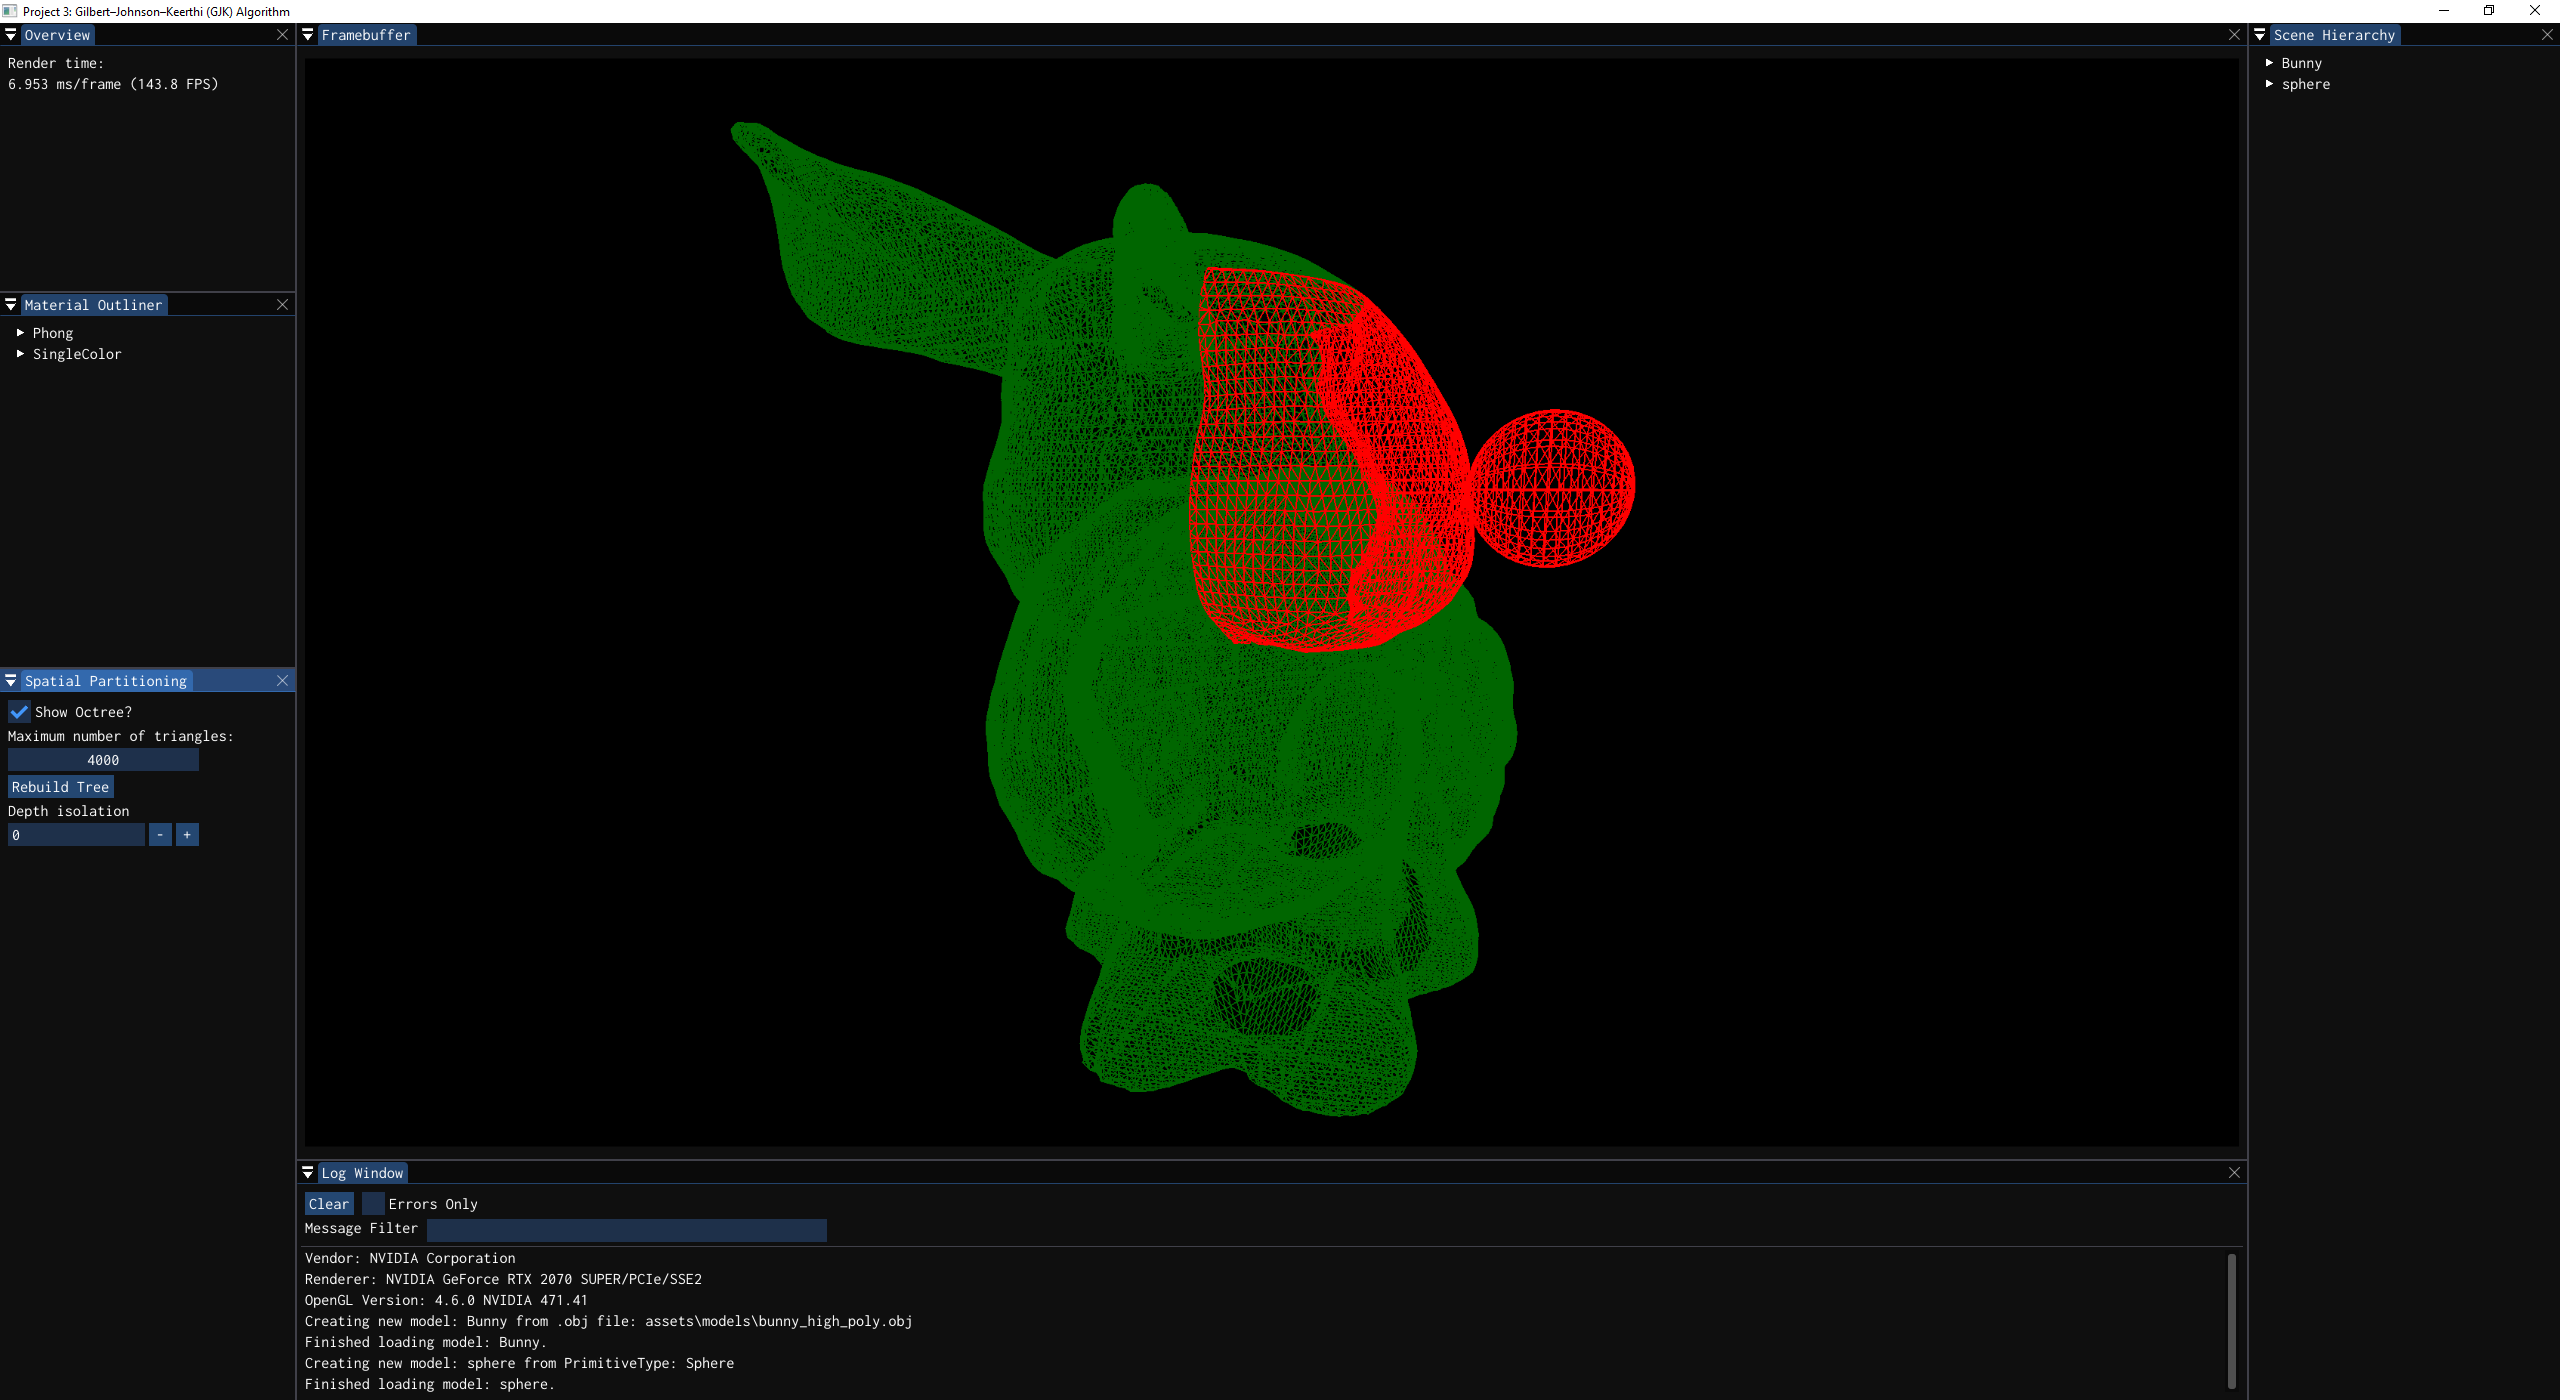 Project 3: Gilbert–Johnson–Keerthi (GJK) Algorithm
Overview
Render time:
6.953 ms/frame (143.8 FPS)
Material Outliner
Phong
SingleColor
Spatial Partitioning
Show Octree?
Maximum number of triangles:
4000
Rebuild Tree
Depth isolation
0 - +
Framebuffer
Log Window
Clear Errors Only
Message Filter
Vendor: NVIDIA Corporation
Renderer: NVIDIA GeForce RTX 2070 SUPER/PCIe/SSE2
OpenGL Version: 4.6.0 NVIDIA 471.41
Creating new model: Bunny from .obj file: assets\models\bunny_high_poly.obj
Finished loading model: Bunny.
Creating new model: sphere from PrimitiveType: Sphere
Finished loading model: sphere.
Scene Hierarchy
Bunny
sphere